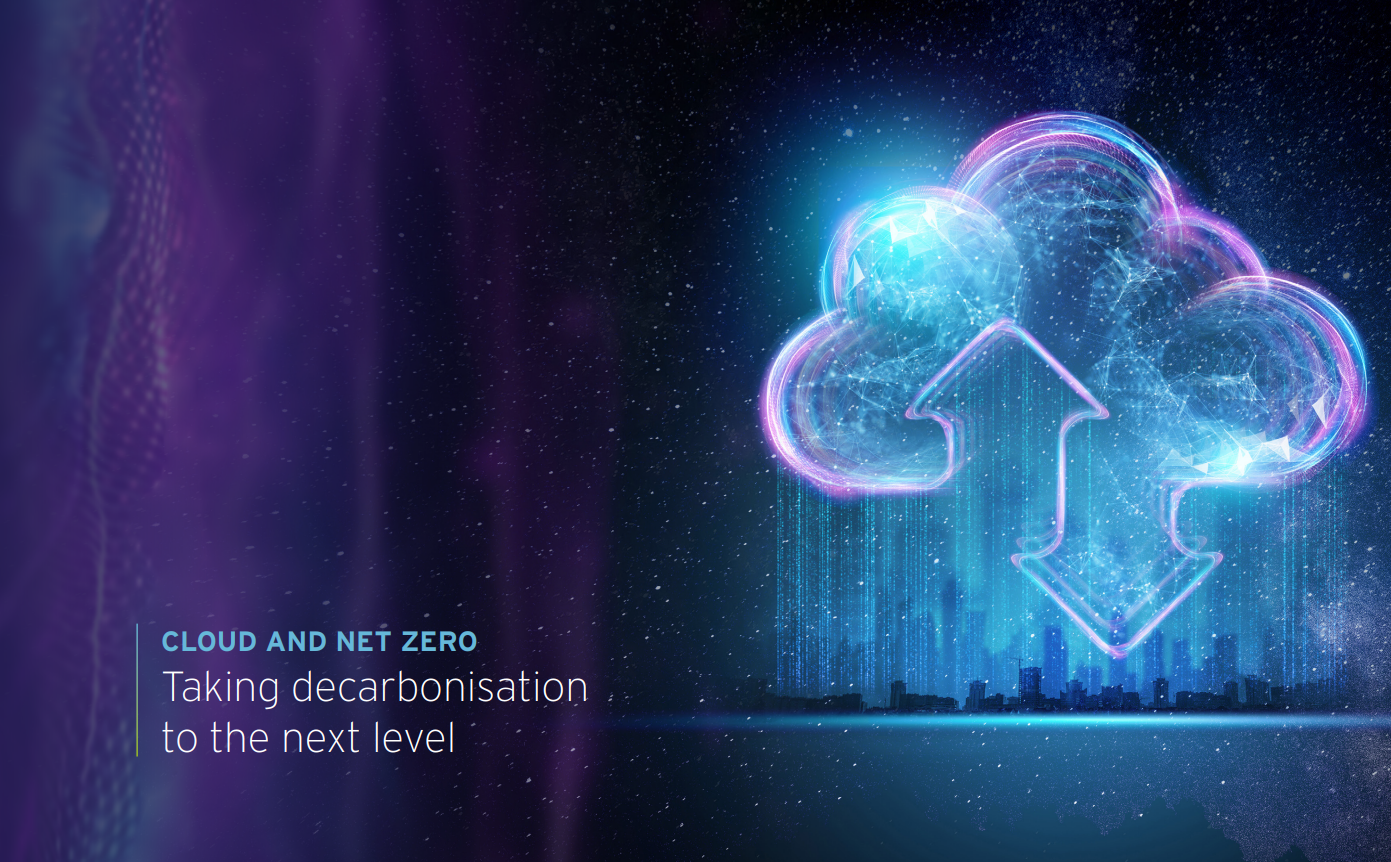 CLOUD AND NET ZERO
Taking decarbonisation
to the next level